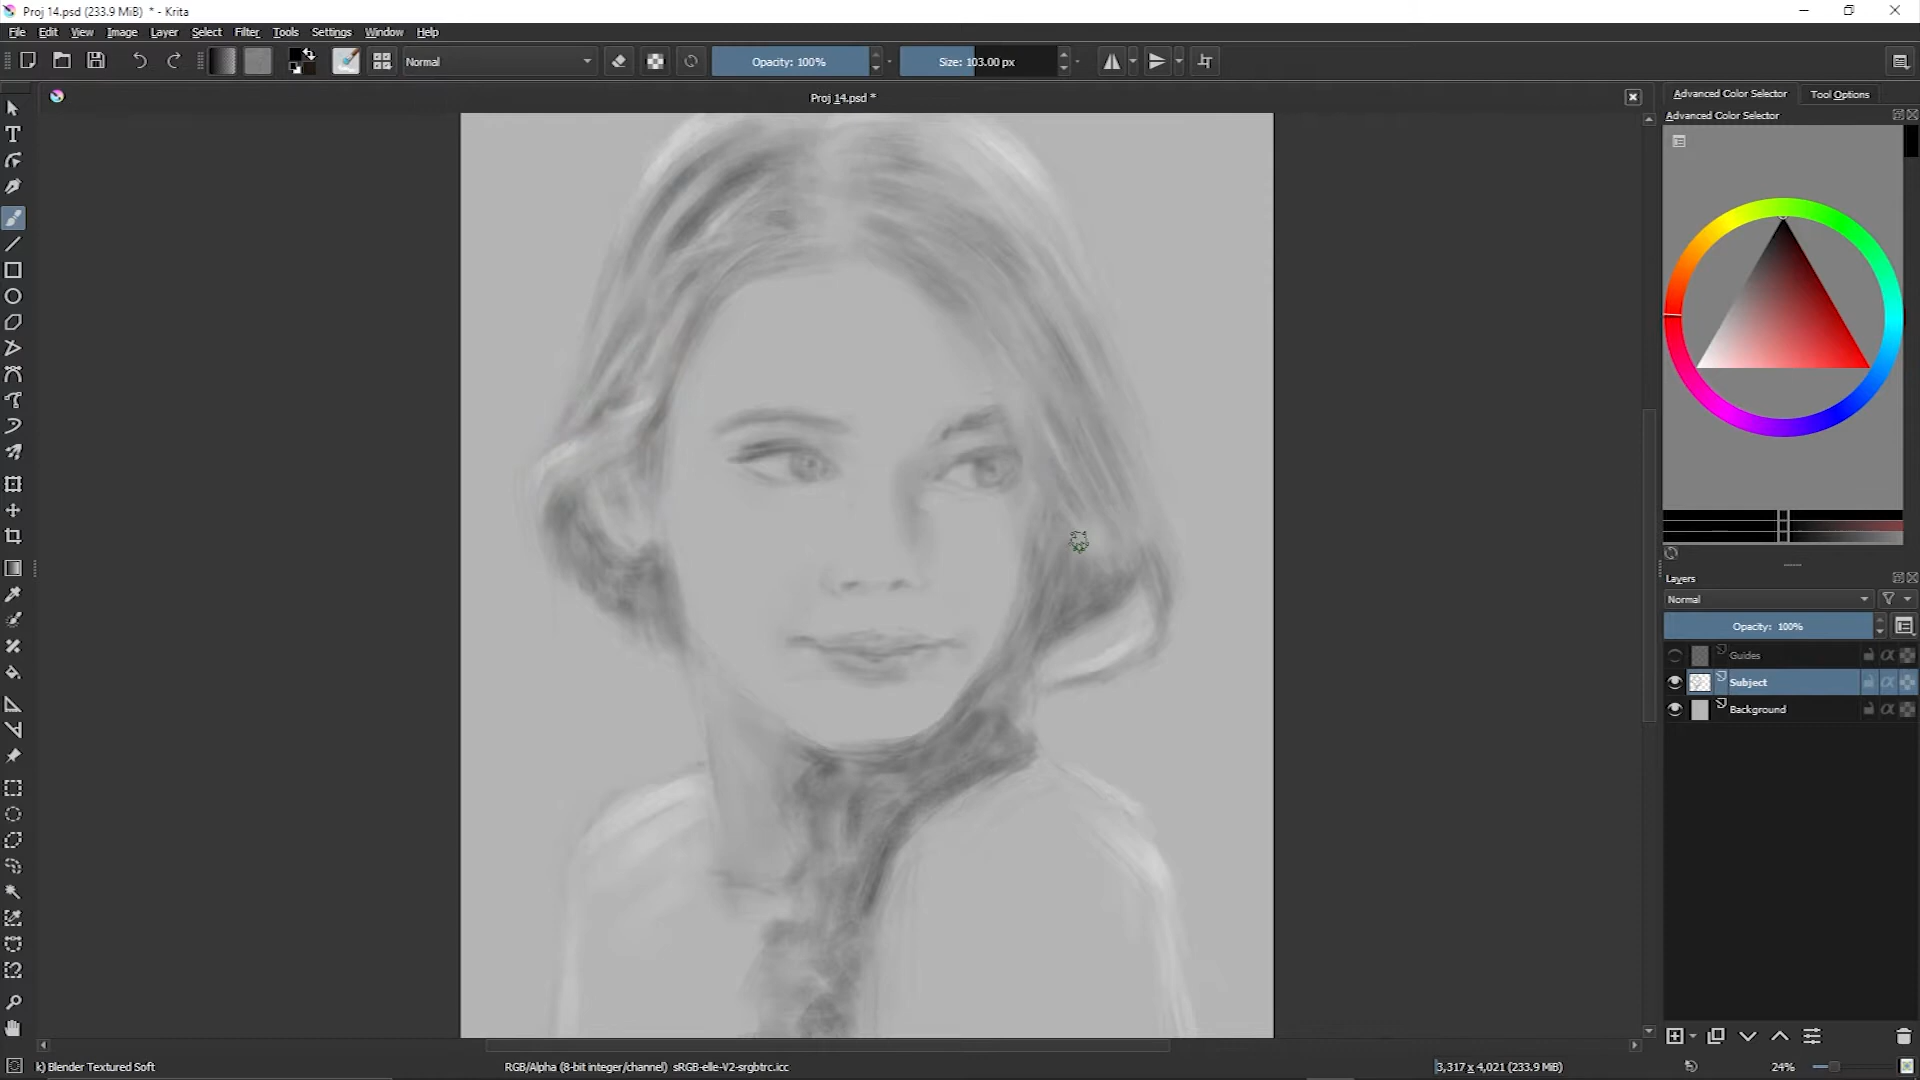 Proj 14.psd (233.9 MiB) * - Krita
File Edit View Image Layer Select Filter Tools Settings Window Help
Normal
Opacity: 100%
Size: 103.00 px
Proj 14.psd *
Advanced Color Selector
Tool Options
Advanced Color Selector
Layers
Normal
Opacity: 100%
Guides
Subject
Background
k) Blender Textured Soft
RGB/Alpha (8-bit integer/channel) sRGB-elle-V2-srgbtrc.icc
3,317 x 4,021 (233.9 MiB)
24%